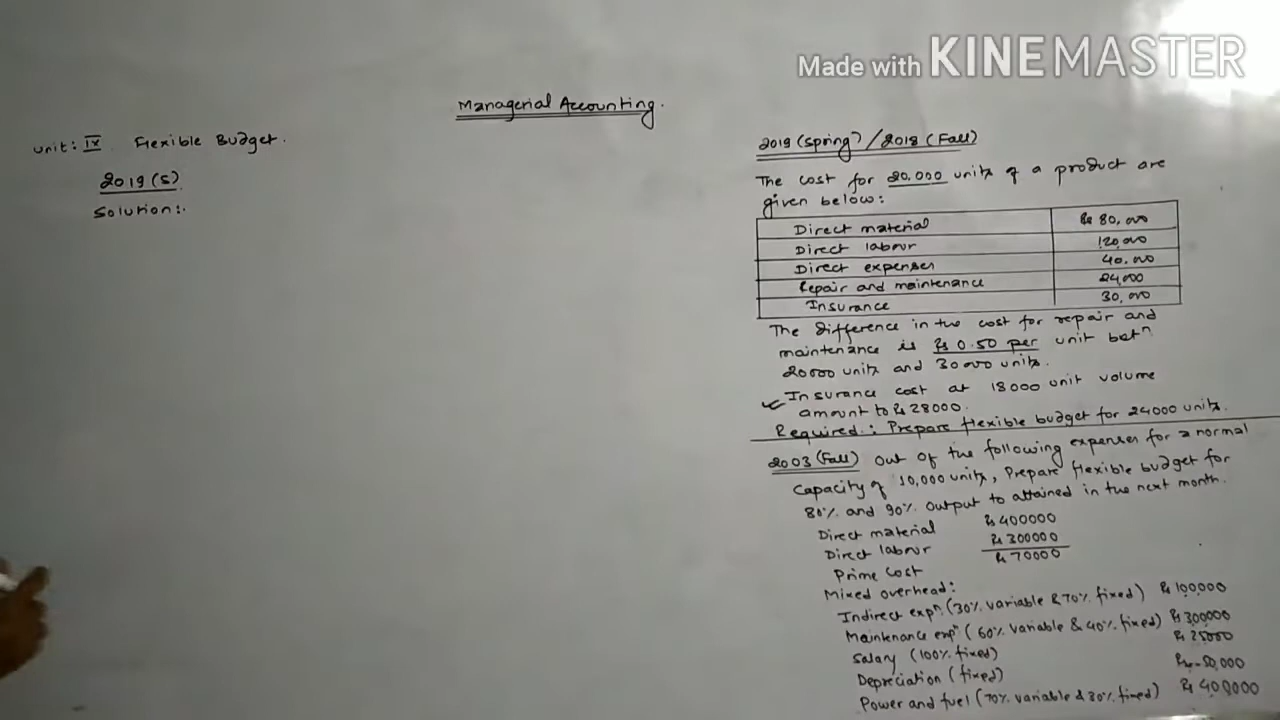 Made with KINEMASTER
Managerial Accounting.
Unit: IV Flexible Budget.
2019 (S)
Solution:.
2019 (Spring) / 2018 (Fall)
The cost for 20.000 units of a product are
given below:
Direct material Rs 80,000
Direct labour 120,000
Direct expenses 40.000
Repair and maintenance 24,000
Insurance 30,000
The difference in the cost for repair and
maintenance is Rs 0.50 per unit betn
20000 units and 30000 units.
Insurance cost at 18000 unit volume
amount to Rs 28000.
Required: Prepare flexible budget for 24000 units.
2003 (Fall) Out of the following expenses for a normal
capacity of 10,000 units, Prepare flexible budget for
80% and 90% output to attained in the next month.
Direct material Rs 400000
Direct labour Rs 300000
Prime cost Rs 70000
Mixed overhead:
Indirect expn (30% variable & 70% fixed) Rs 100,000
Maintenance expn (60% variable & 40% fixed) Rs 300000
Salary (100% fixed) Rs 25000
Depreciation (fixed)
Power and fuel (70% variable & 30% fixed) Rs 400000